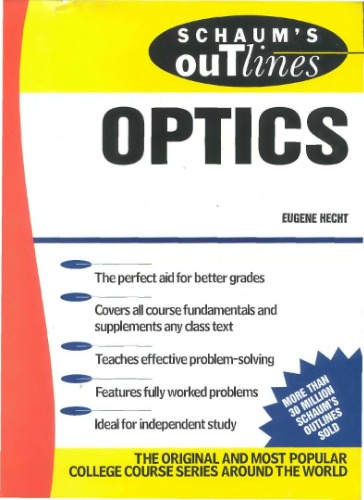 SCHAUM'S
ouTlines
OPTICS
EUGENE HECHT
The perfect aid for better grades
Covers all course fundamentals and
supplements any class text
Teaches effective problem-solving
Features fully worked problems
Ideal for independent study
MORE THAN
30 MILLION
SCHAUM'S
OUTLINES
SOLD
THE ORIGINAL AND MOST POPULAR
COLLEGE COURSE SERIES AROUND THE WORLD